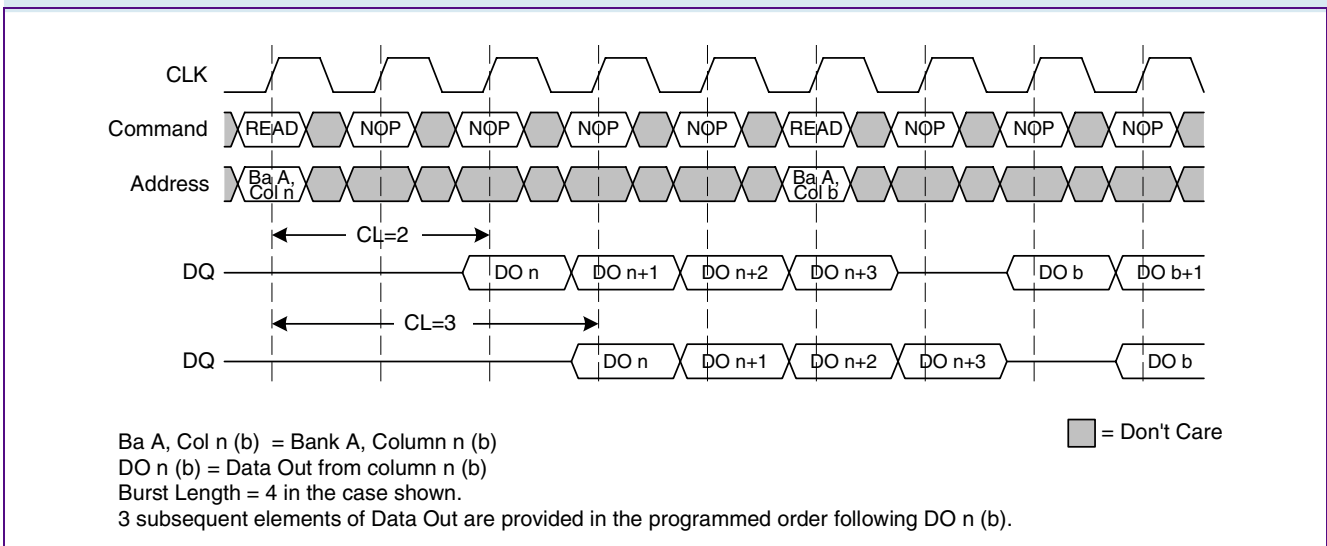 CLK
Command READ NOP NOP NOP NOP READ NOP NOP NOP
Address Ba A, Col n Ba A, Col b
CL=2
DQ DO n DO n+1 DO n+2 DO n+3 DO b DO b+1
CL=3
DQ DO n DO n+1 DO n+2 DO n+3 DO b
Ba A, Col n (b) = Bank A, Column n (b)
DO n (b) = Data Out from column n (b)
Burst Length = 4 in the case shown.
3 subsequent elements of Data Out are provided in the programmed order following DO n (b).
= Don't Care